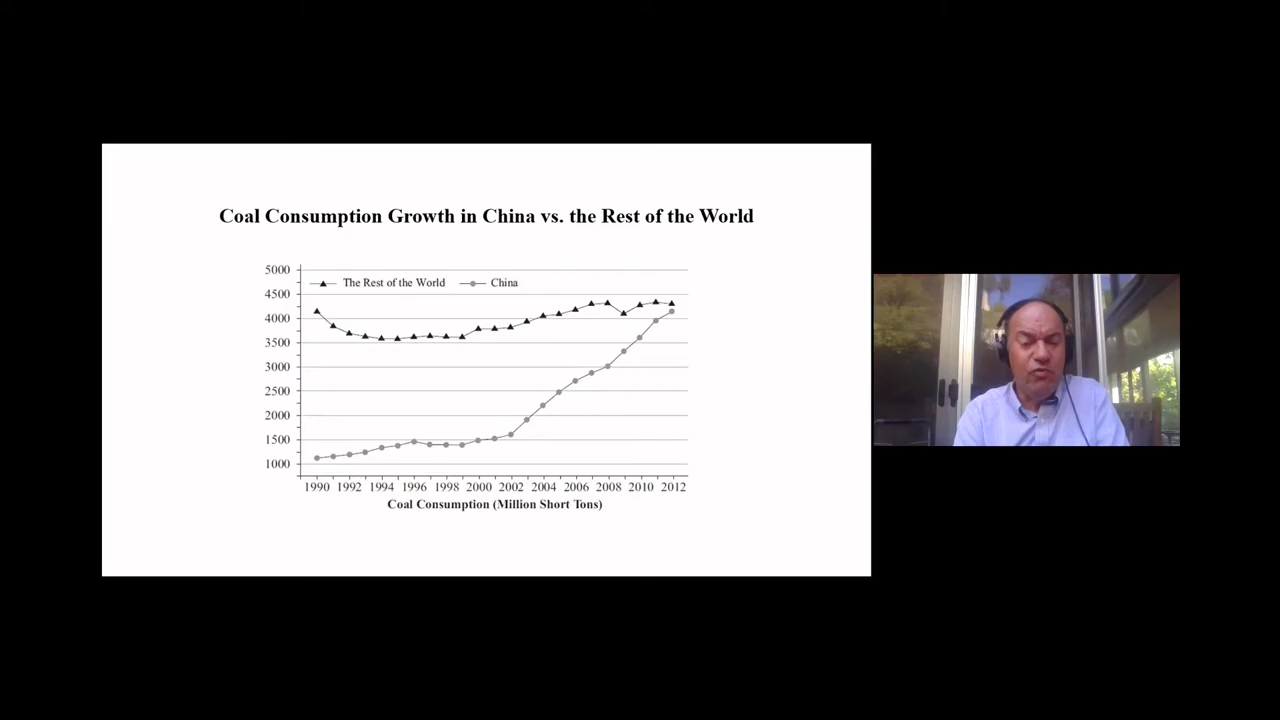 Coal Consumption Growth in China vs. the Rest of the World
The Rest of the World China
5000
4500
4000
3500
3000
2500
2000
1500
1000
1990 1992 1994 1996 1998 2000 2002 2004 2006 2008 2010 2012
Coal Consumption (Million Short Tons)